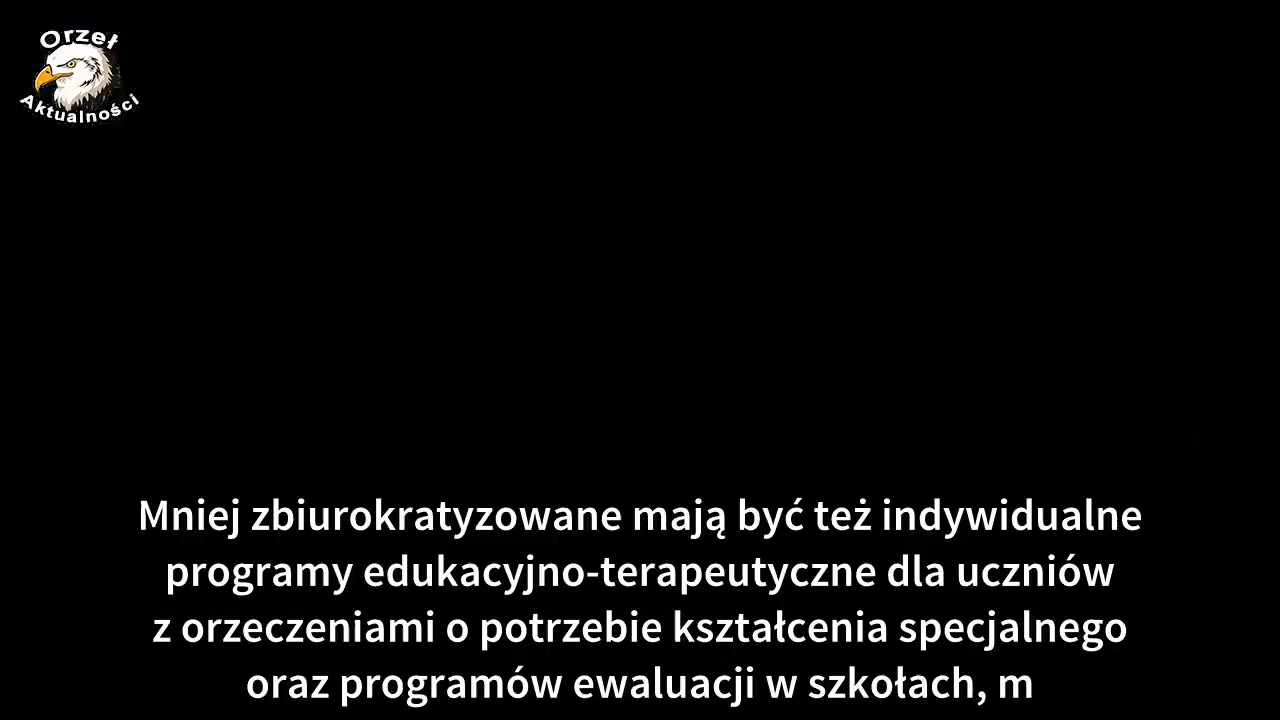 Orzeł
Aktualności
Mniej zbiurokratyzowane mają być też indywidualne
programy edukacyjno-terapeutyczne dla uczniów
z orzeczeniami o potrzebie kształcenia specjalnego
oraz programów ewaluacji w szkołach, m